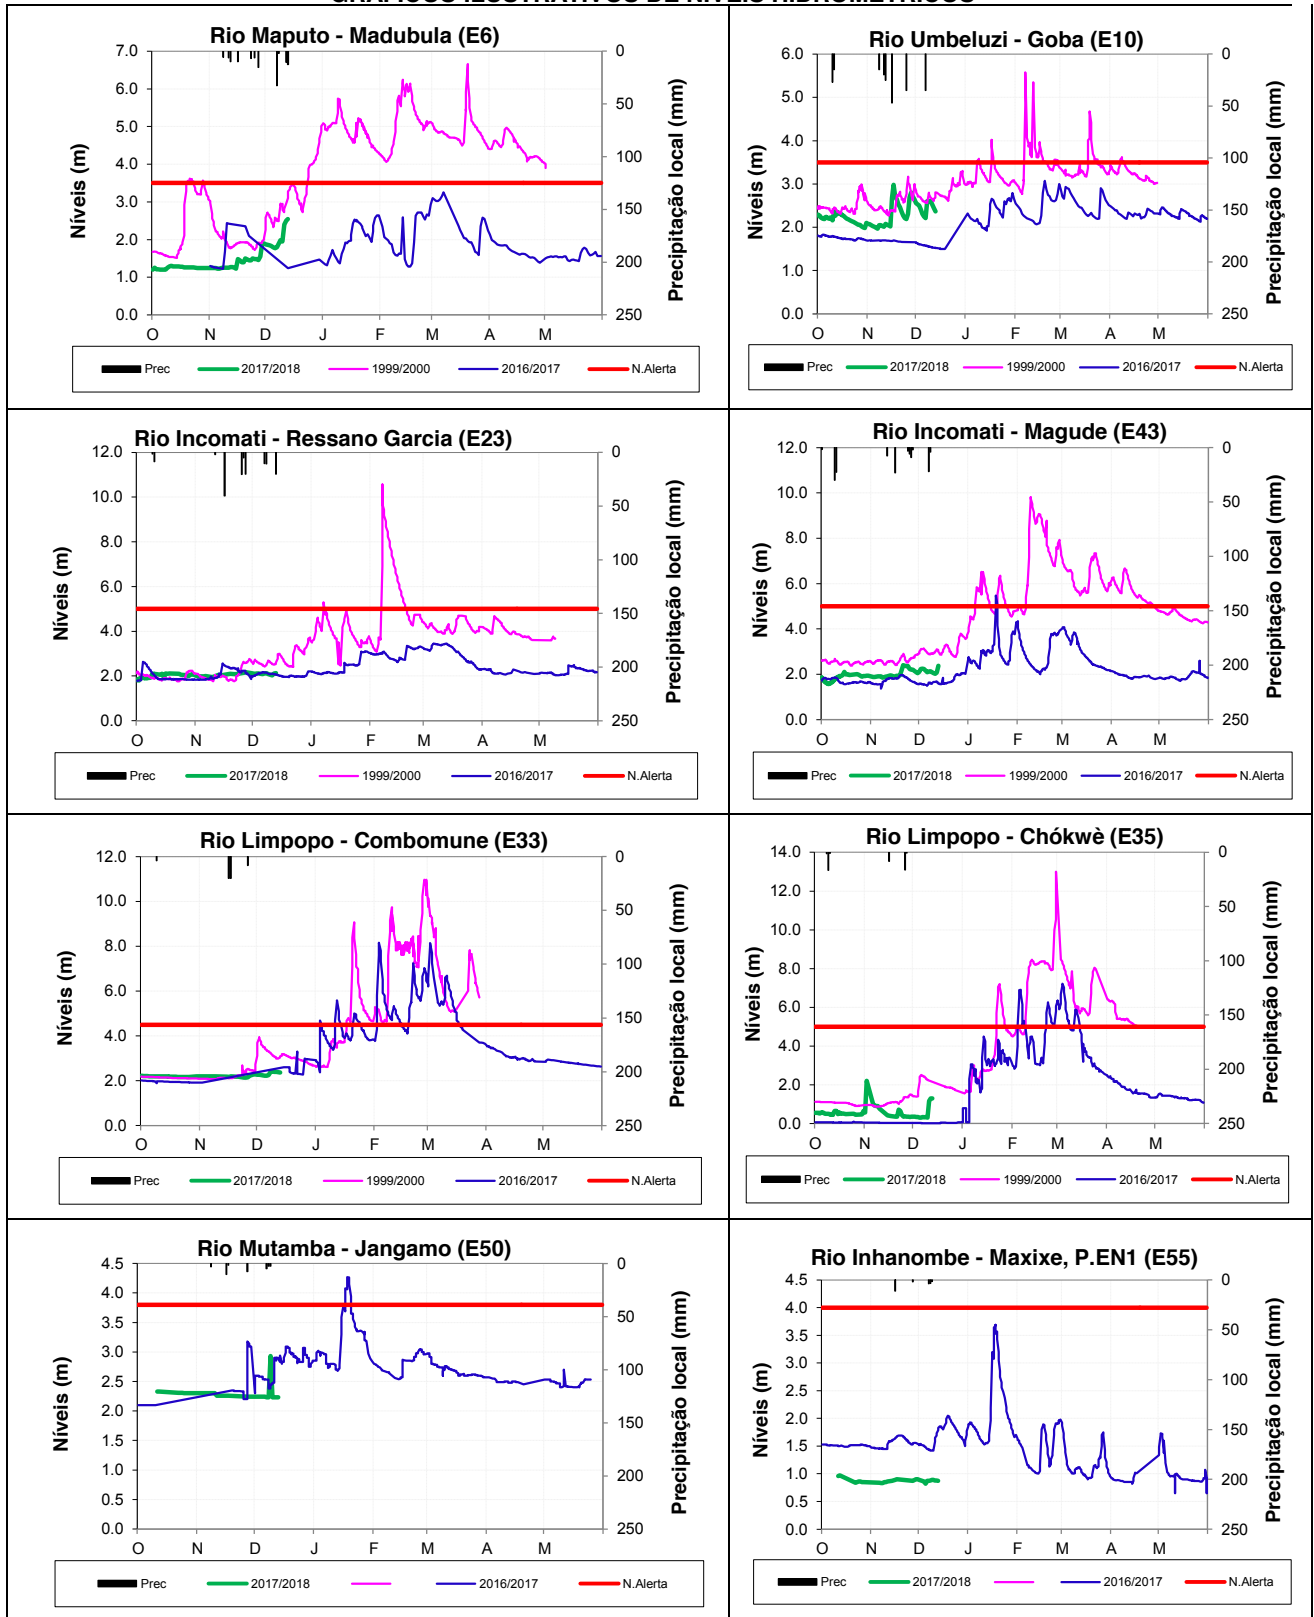 GRÁFICOS ILUSTRATIVOS DE NÍVEIS HIDROMÉTRICOS
Rio Maputo - Madubula (E6)
7.0
6.0
5.0
4.0
3.0
2.0
1.0
0.0
Níveis (m)
0
50
100
150
200
250
Precipitação local (mm)
O N D J F M A M
Prec 2017/2018 1999/2000 2016/2017 N.Alerta
Rio Umbeluzi - Goba (E10)
6.0
5.0
4.0
3.0
2.0
1.0
0.0
Níveis (m)
0
50
100
150
200
250
Precipitação local (mm)
O N D J F M A M
Prec 2017/2018 1999/2000 2016/2017 N.Alerta
Rio Incomati - Ressano Garcia (E23)
12.0
10.0
8.0
6.0
4.0
2.0
0.0
Níveis (m)
0
50
100
150
200
250
Precipitação local (mm)
O N D J F M A M
Prec 2017/2018 1999/2000 2016/2017 N.Alerta
Rio Incomati - Magude (E43)
12.0
10.0
8.0
6.0
4.0
2.0
0.0
Níveis (m)
0
50
100
150
200
250
Precipitação local (mm)
O N D J F M A M
Prec 2017/2018 1999/2000 2016/2017 N.Alerta
Rio Limpopo - Combomune (E33)
12.0
10.0
8.0
6.0
4.0
2.0
0.0
Níveis (m)
0
50
100
150
200
250
Precipitação local (mm)
O N D J F M A M
Prec 2017/2018 1999/2000 2016/2017 N.Alerta
Rio Limpopo - Chókwè (E35)
14.0
12.0
10.0
8.0
6.0
4.0
2.0
0.0
Níveis (m)
0
50
100
150
200
250
Precipitação local (mm)
O N D J F M A M
Prec 2017/2018 1999/2000 2016/2017 N.Alerta
Rio Mutamba - Jangamo (E50)
4.5
4.0
3.5
3.0
2.5
2.0
1.5
1.0
0.5
0.0
Níveis (m)
0
50
100
150
200
250
Precipitação local (mm)
O N D J F M A M
Prec 2017/2018 2016/2017 N.Alerta
Rio Inhanombe - Maxixe, P.EN1 (E55)
4.5
4.0
3.5
3.0
2.5
2.0
1.5
1.0
0.5
0.0
Níveis (m)
0
50
100
150
200
250
Precipitação local (mm)
O N D J F M A M
Prec 2017/2018 2016/2017 N.Alerta